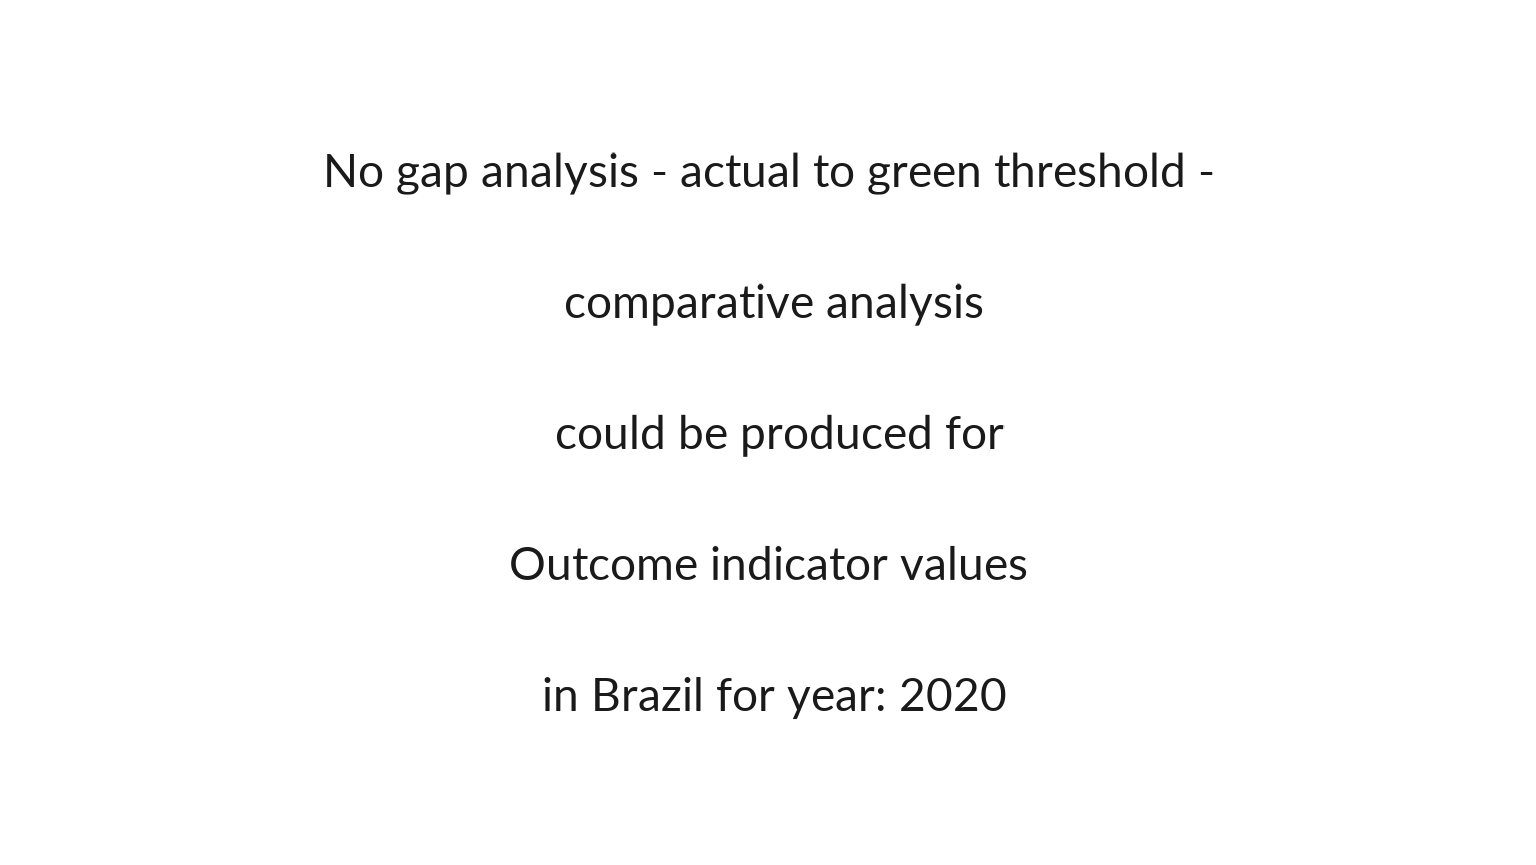 No gap analysis - actual to green threshold -
comparative analysis
could be produced for
Outcome indicator values
in Brazil for year: 2020